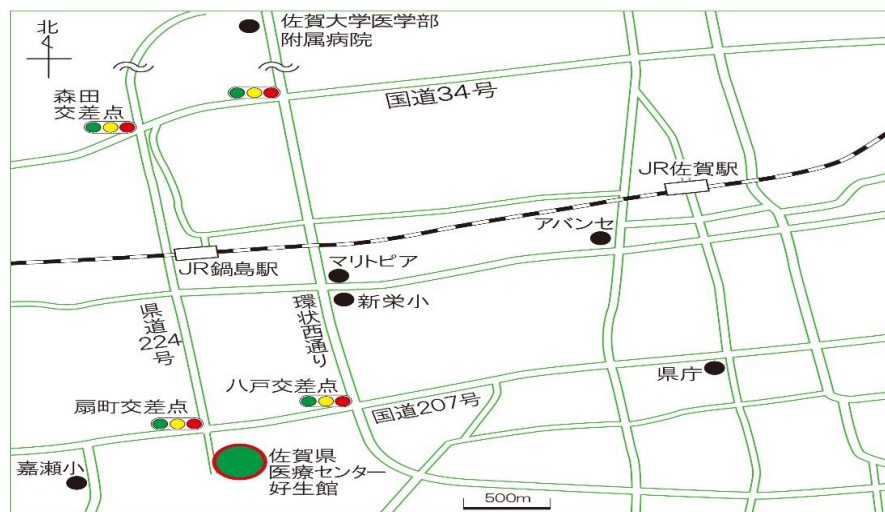 北
佐賀大学医学部
附属病院
森田
交差点
国道34号
JR佐賀駅
アバンセ
JR鍋島駅
マリトピア
新栄小
県道224号
環状西通り
県庁
八戸交差点
国道207号
扇町交差点
嘉瀬小
佐賀県
医療センター
好生館
500m